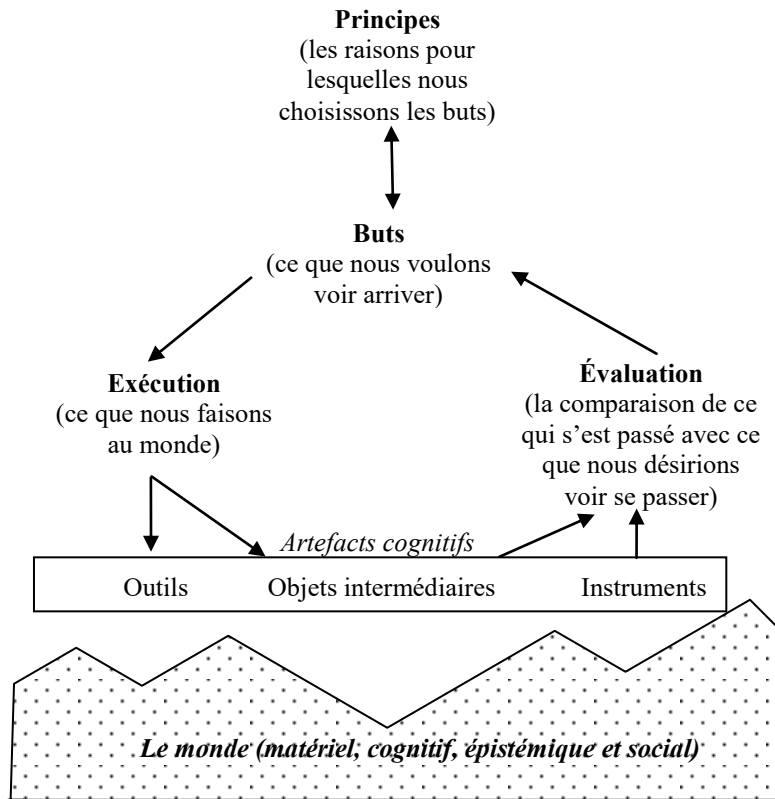 Principes
(les raisons pour
lesquelles nous
choisissons les buts)
Buts
(ce que nous voulons
voir arriver)
Exécution
(ce que nous faisons
au monde)
Évaluation
(la comparaison de ce
qui s’est passé avec ce
que nous désirions
voir se passer)
Artefacts cognitifs
Outils Objets intermédiaires Instruments
Le monde (matériel, cognitif, épistémique et social)